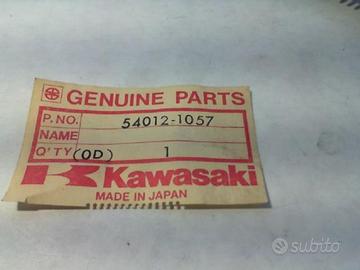 GENUINE PARTS
P.NO. 54012-1057
NAME
Q'TY (OD) 1
Kawasaki
MADE IN JAPAN
subito